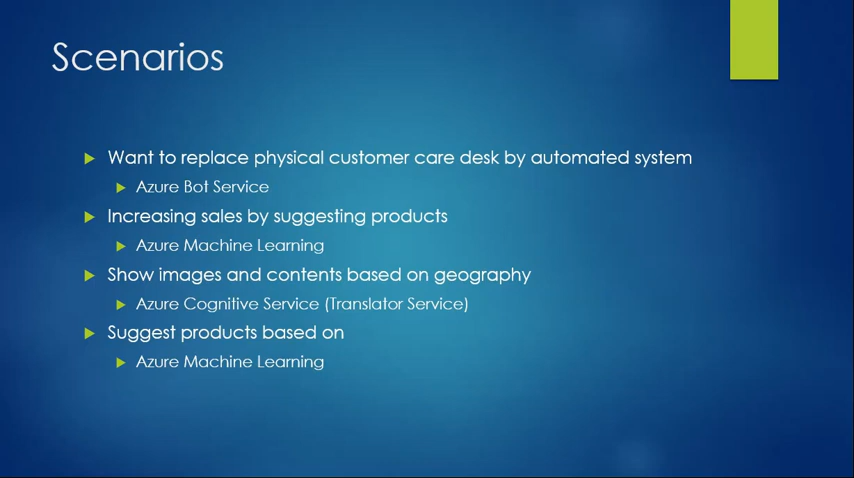 Scenarios
Want to replace physical customer care desk by automated system
Azure Bot Service
Increasing sales by suggesting products
Azure Machine Learning
Show images and contents based on geography
Azure Cognitive Service (Translator Service)
Suggest products based on
Azure Machine Learning